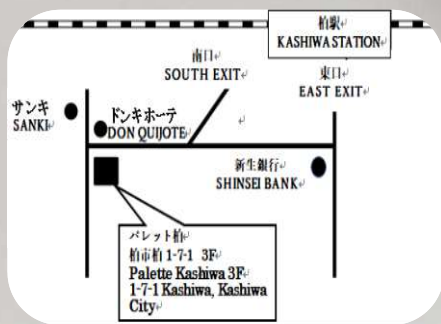 柏駅
KASHIWA STATION
南口
SOUTH EXIT
東口
EAST EXIT
サンキ
SANKI
ドンキホーテ
DON QUIJOTE
新生銀行
SHINSEI BANK
パレット柏
柏市柏 1-7-1 3F
Palette Kashiwa 3F
1-7-1 Kashiwa, Kashiwa
City